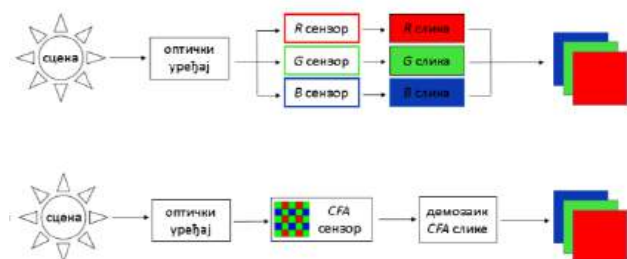 сцена
оптички
уређај
R сензор
R слика
G сензор
G слика
B сензор
B слика
сцена
оптички
уређај
CFA
сензор
демозаик
CFA слике